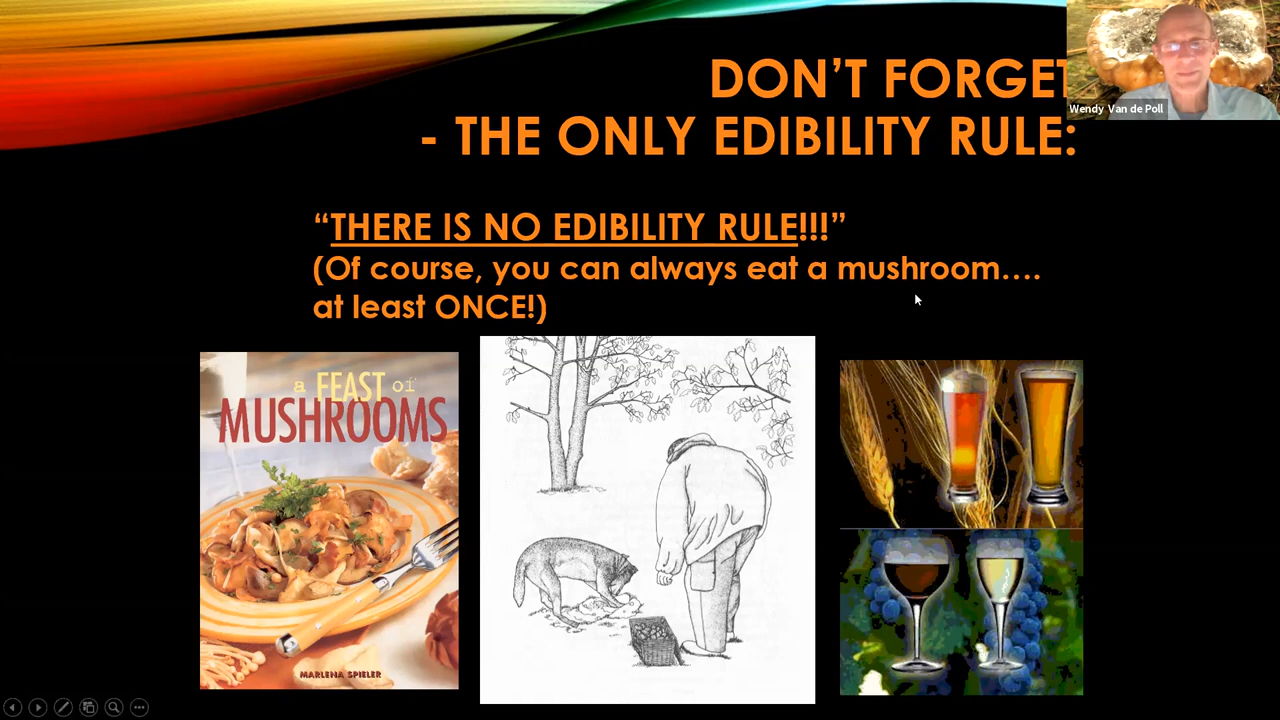 DON’T FORGET
- THE ONLY EDIBILITY RULE:
“THERE IS NO EDIBILITY RULE!!!”
(Of course, you can always eat a mushroom….
at least ONCE!)
a FEAST of
MUSHROOMS
MARLENA SPIELER
Wendy Van de Poll